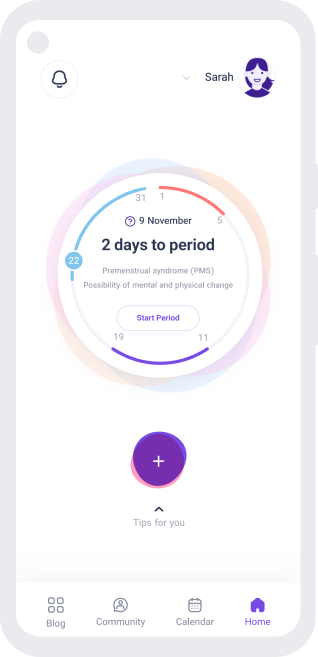 Sarah
31 1
5
9 November
22
2 days to period
Premenstrual syndrome (PMS)
Possibility of mental and physical change
Start Period
19 11
+
Tips for you
Blog Community Calendar Home